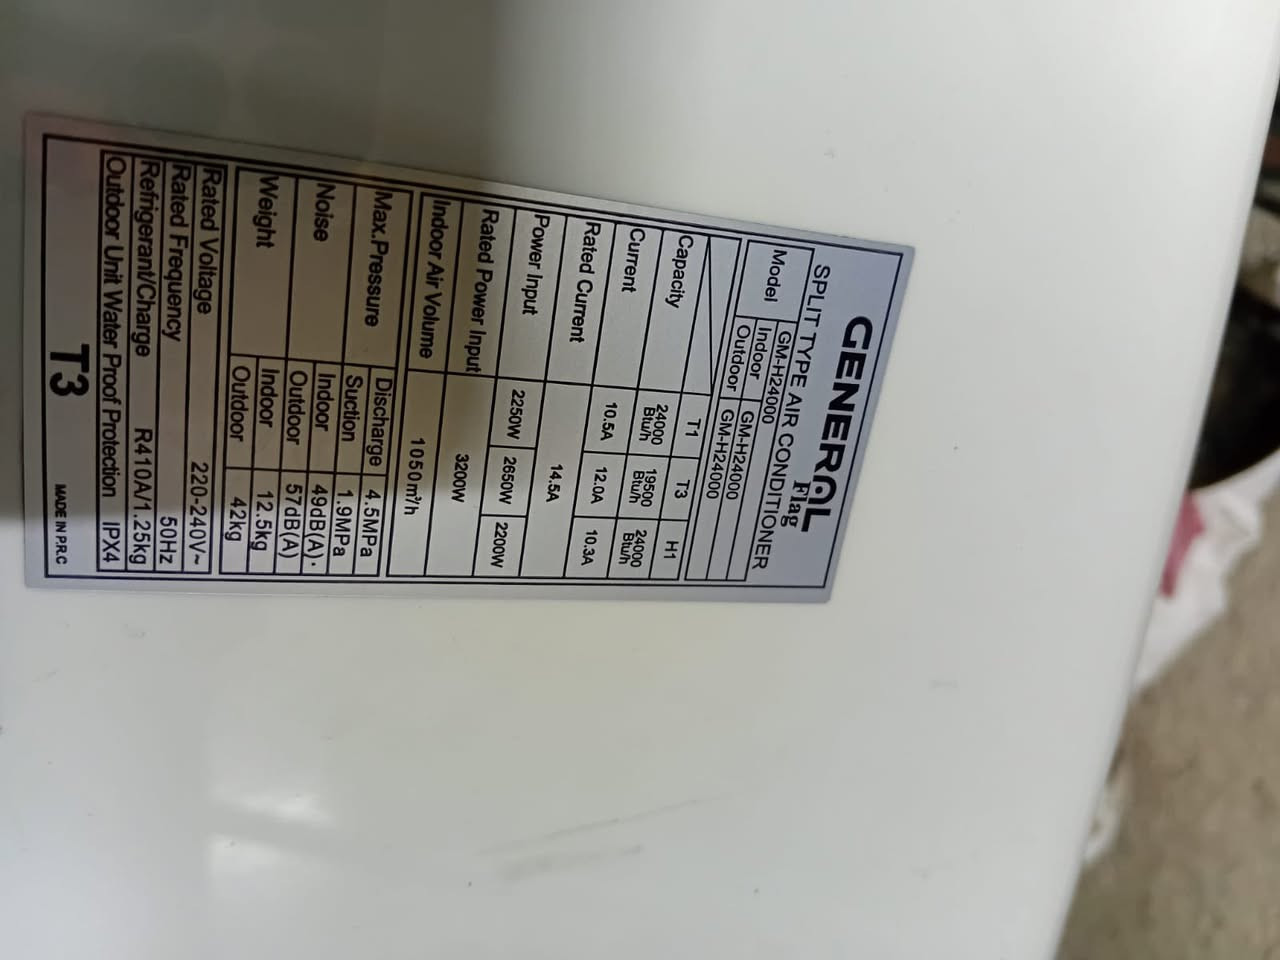 GENERAL
Flag
SPLIT TYPE AIR CONDITIONER
Model GM-H24000
Indoor GM-H24000
Outdoor GM-H24000
T1 T3 H1
Capacity 24000 Btu/h 19500 Btu/h 24000 Btu/h
Current 10.5A 12.0A 10.3A
Rated Current 14.5A
Power Input 2250W 2650W 2200W
Rated Power Input 3200W
Indoor Air Volume 1050m³/h
Max.Pressure Discharge 4.5MPa
Suction 1.9MPa
Noise Indoor 49dB(A)
Outdoor 57dB(A)
Weight Indoor 12.5kg
Outdoor 42kg
Rated Voltage 220-240V~
Rated Frequency 50Hz
Refrigerant/Charge R410A/1.25kg
Outdoor Unit Water Proof Protection IPX4
T3 MADE IN P.R.C